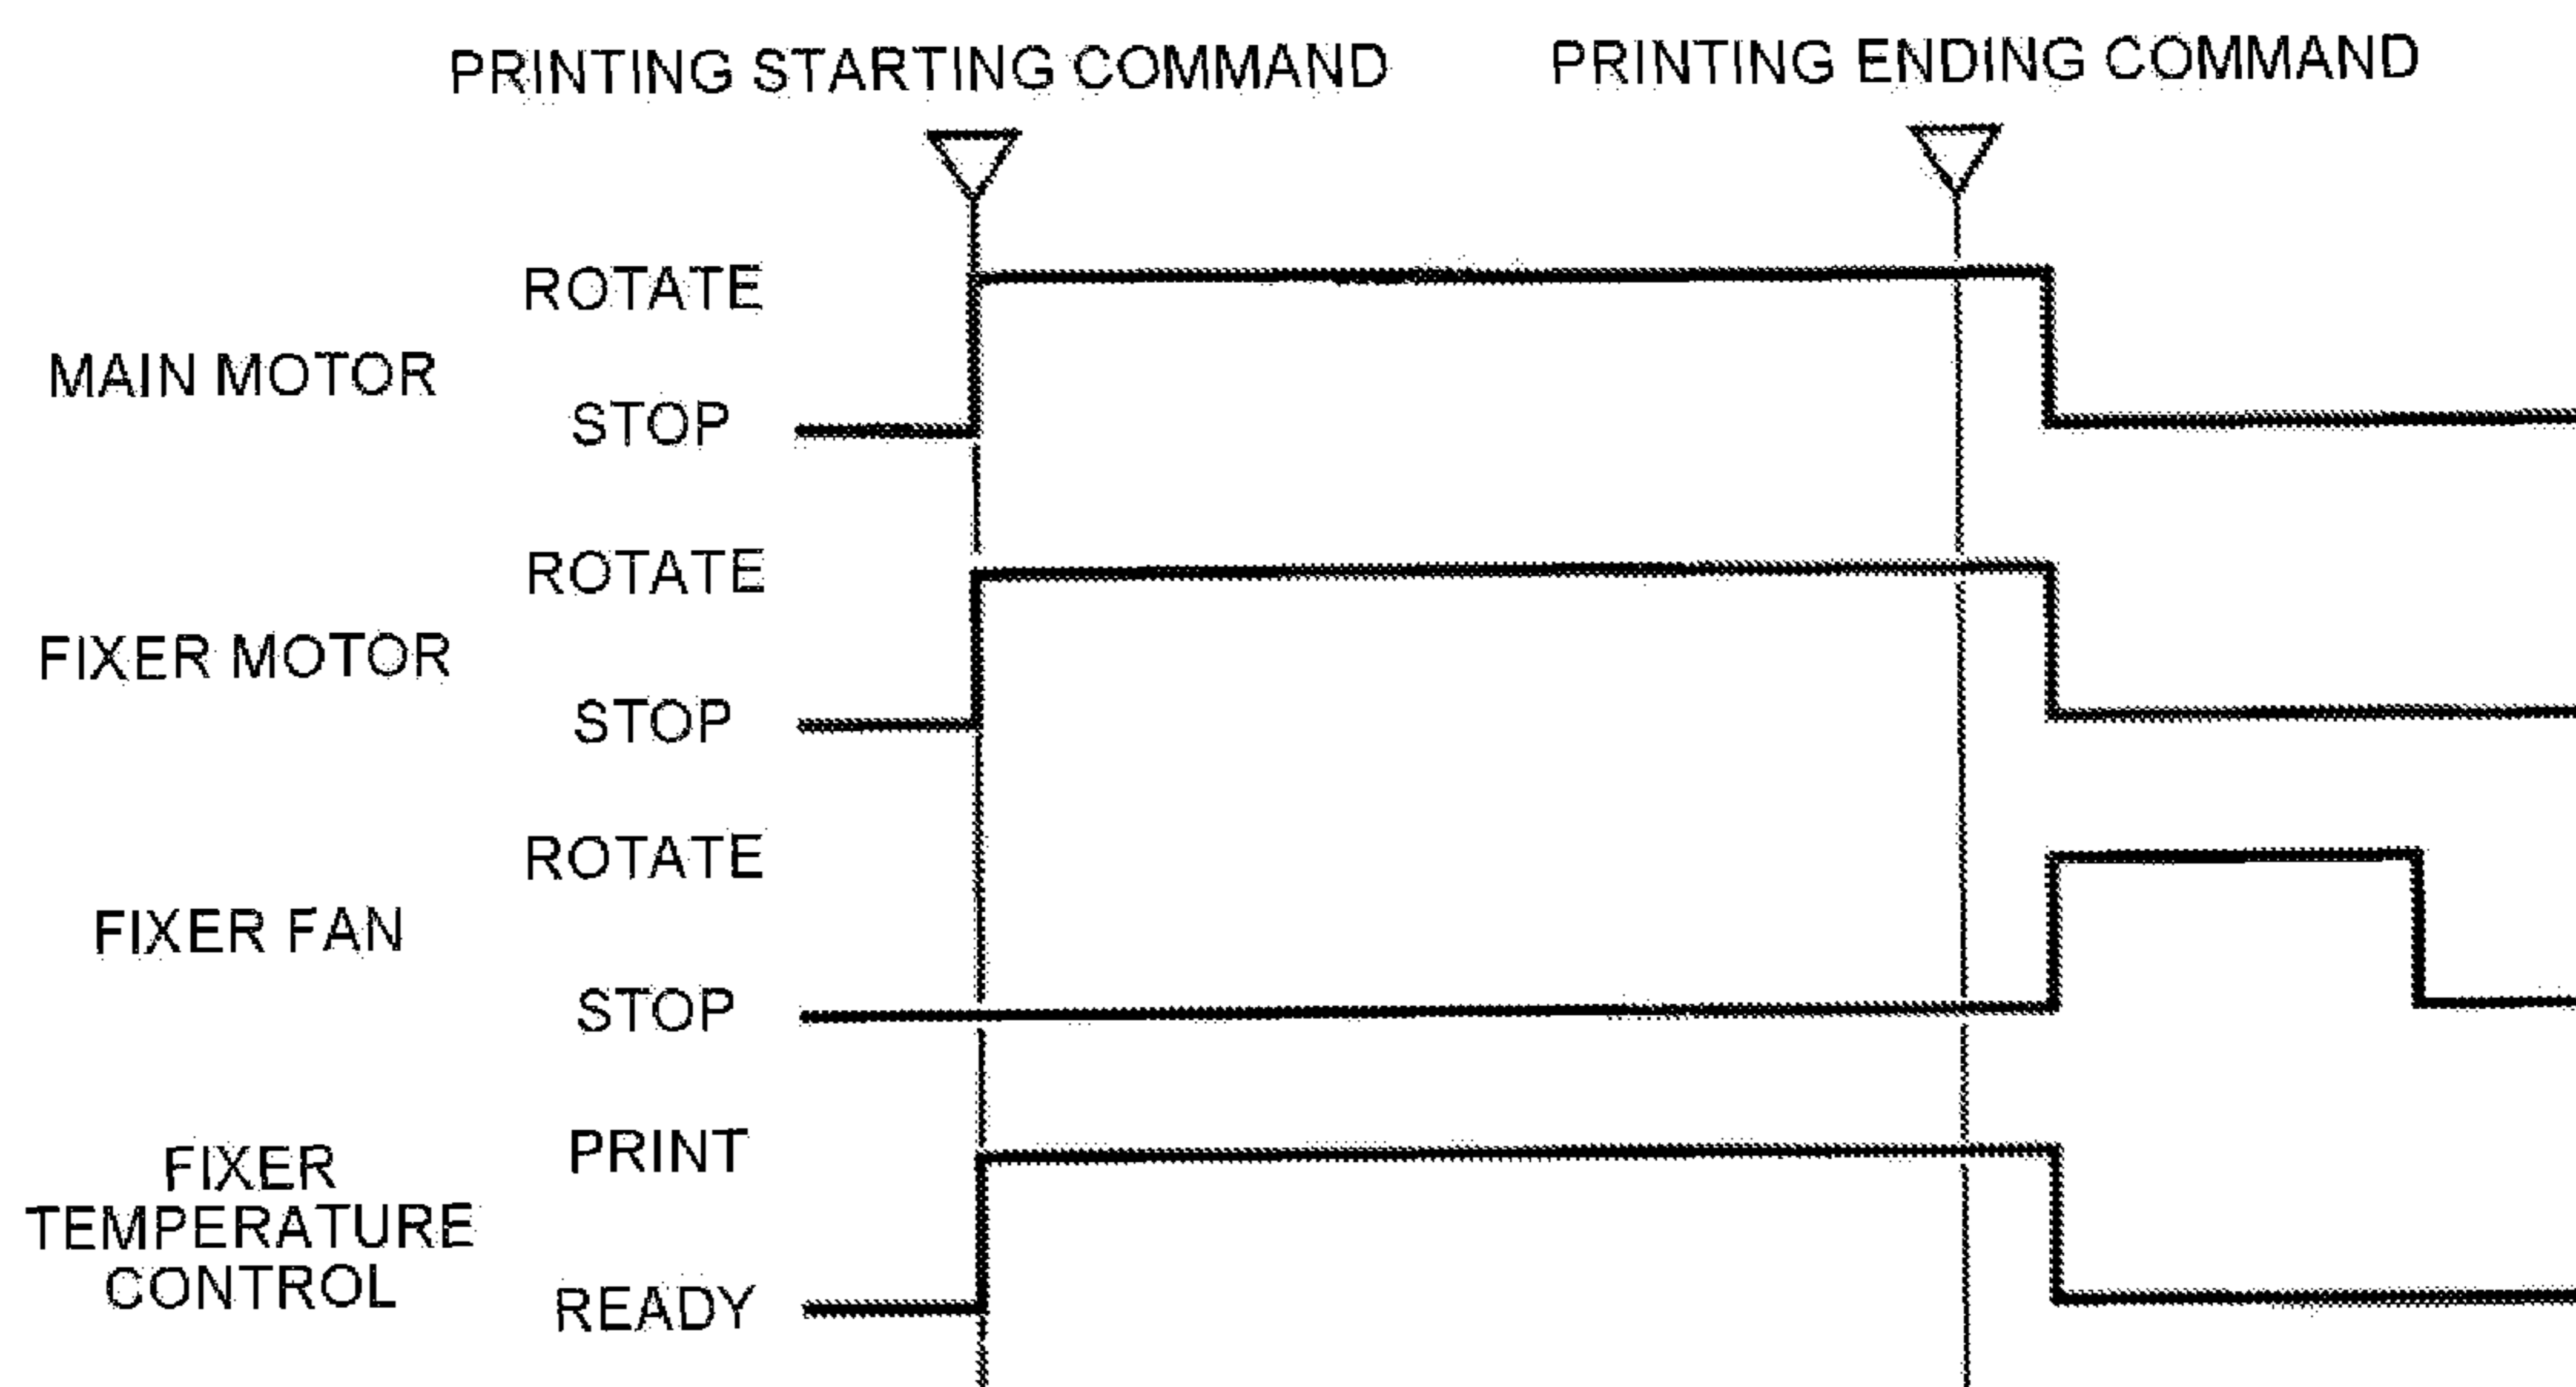 PRINTING STARTING COMMAND
PRINTING ENDING COMMAND
ROTATE
MAIN MOTOR
STOP
ROTATE
FIXER MOTOR
STOP
ROTATE
FIXER FAN
STOP
PRINT
FIXER
TEMPERATURE
CONTROL
READY